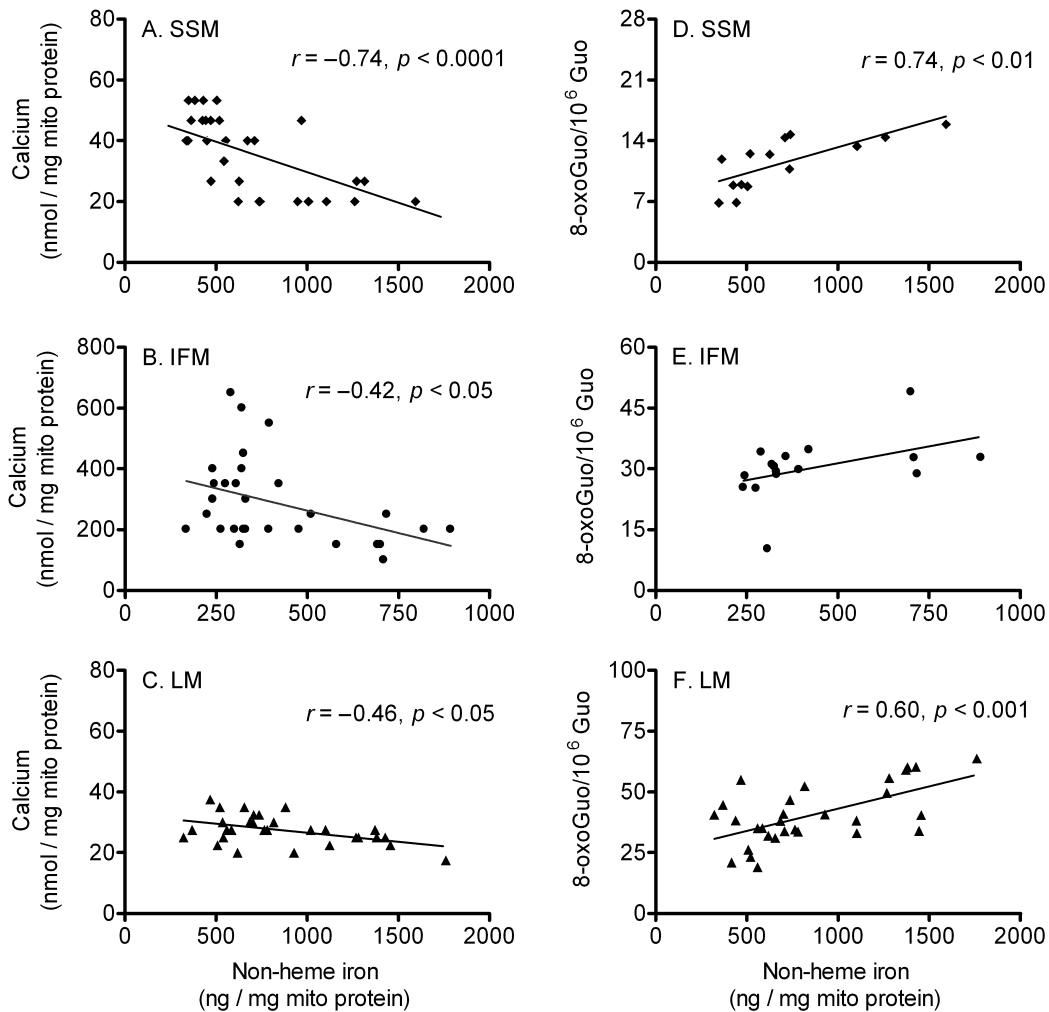 A. SSM
r = –0.74, p < 0.0001
Calcium
(nmol / mg mito protein)
80
60
40
20
0
0 500 1000 1500 2000
D. SSM
r = 0.74, p < 0.01
8-oxoGuo/10^6 Guo
28
21
14
7
0
0 500 1000 1500 2000
B. IFM
r = –0.42, p < 0.05
Calcium
(nmol / mg mito protein)
800
600
400
200
0
0 250 500 750 1000
E. IFM
8-oxoGuo/10^6 Guo
60
45
30
15
0
0 250 500 750 1000
C. LM
r = –0.46, p < 0.05
Calcium
(nmol / mg mito protein)
80
60
40
20
0
0 500 1000 1500 2000
Non-heme iron
(ng / mg mito protein)
F. LM
r = 0.60, p < 0.001
8-oxoGuo/10^6 Guo
100
75
50
25
0
0 500 1000 1500 2000
Non-heme iron
(ng / mg mito protein)